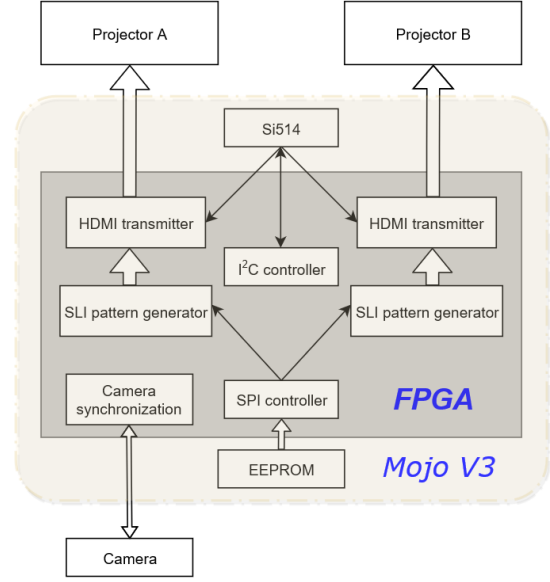 Projector A
Projector B
Si514
HDMI transmitter
HDMI transmitter
I²C controller
SLI pattern generator
SLI pattern generator
Camera
synchronization
SPI controller
FPGA
EEPROM
Mojo V3
Camera